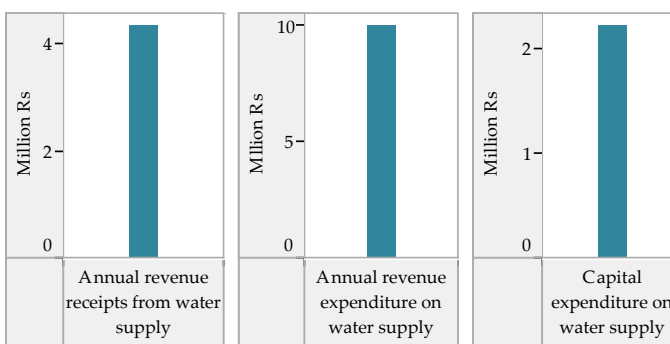 Million Rs
4
2
0
Annual revenue
receipts from water
supply
Mllion Rs
10
5
0
Annual revenue
expenditure on
water supply
Million Rs
2
1
0
Capital
expenditure on
water supply